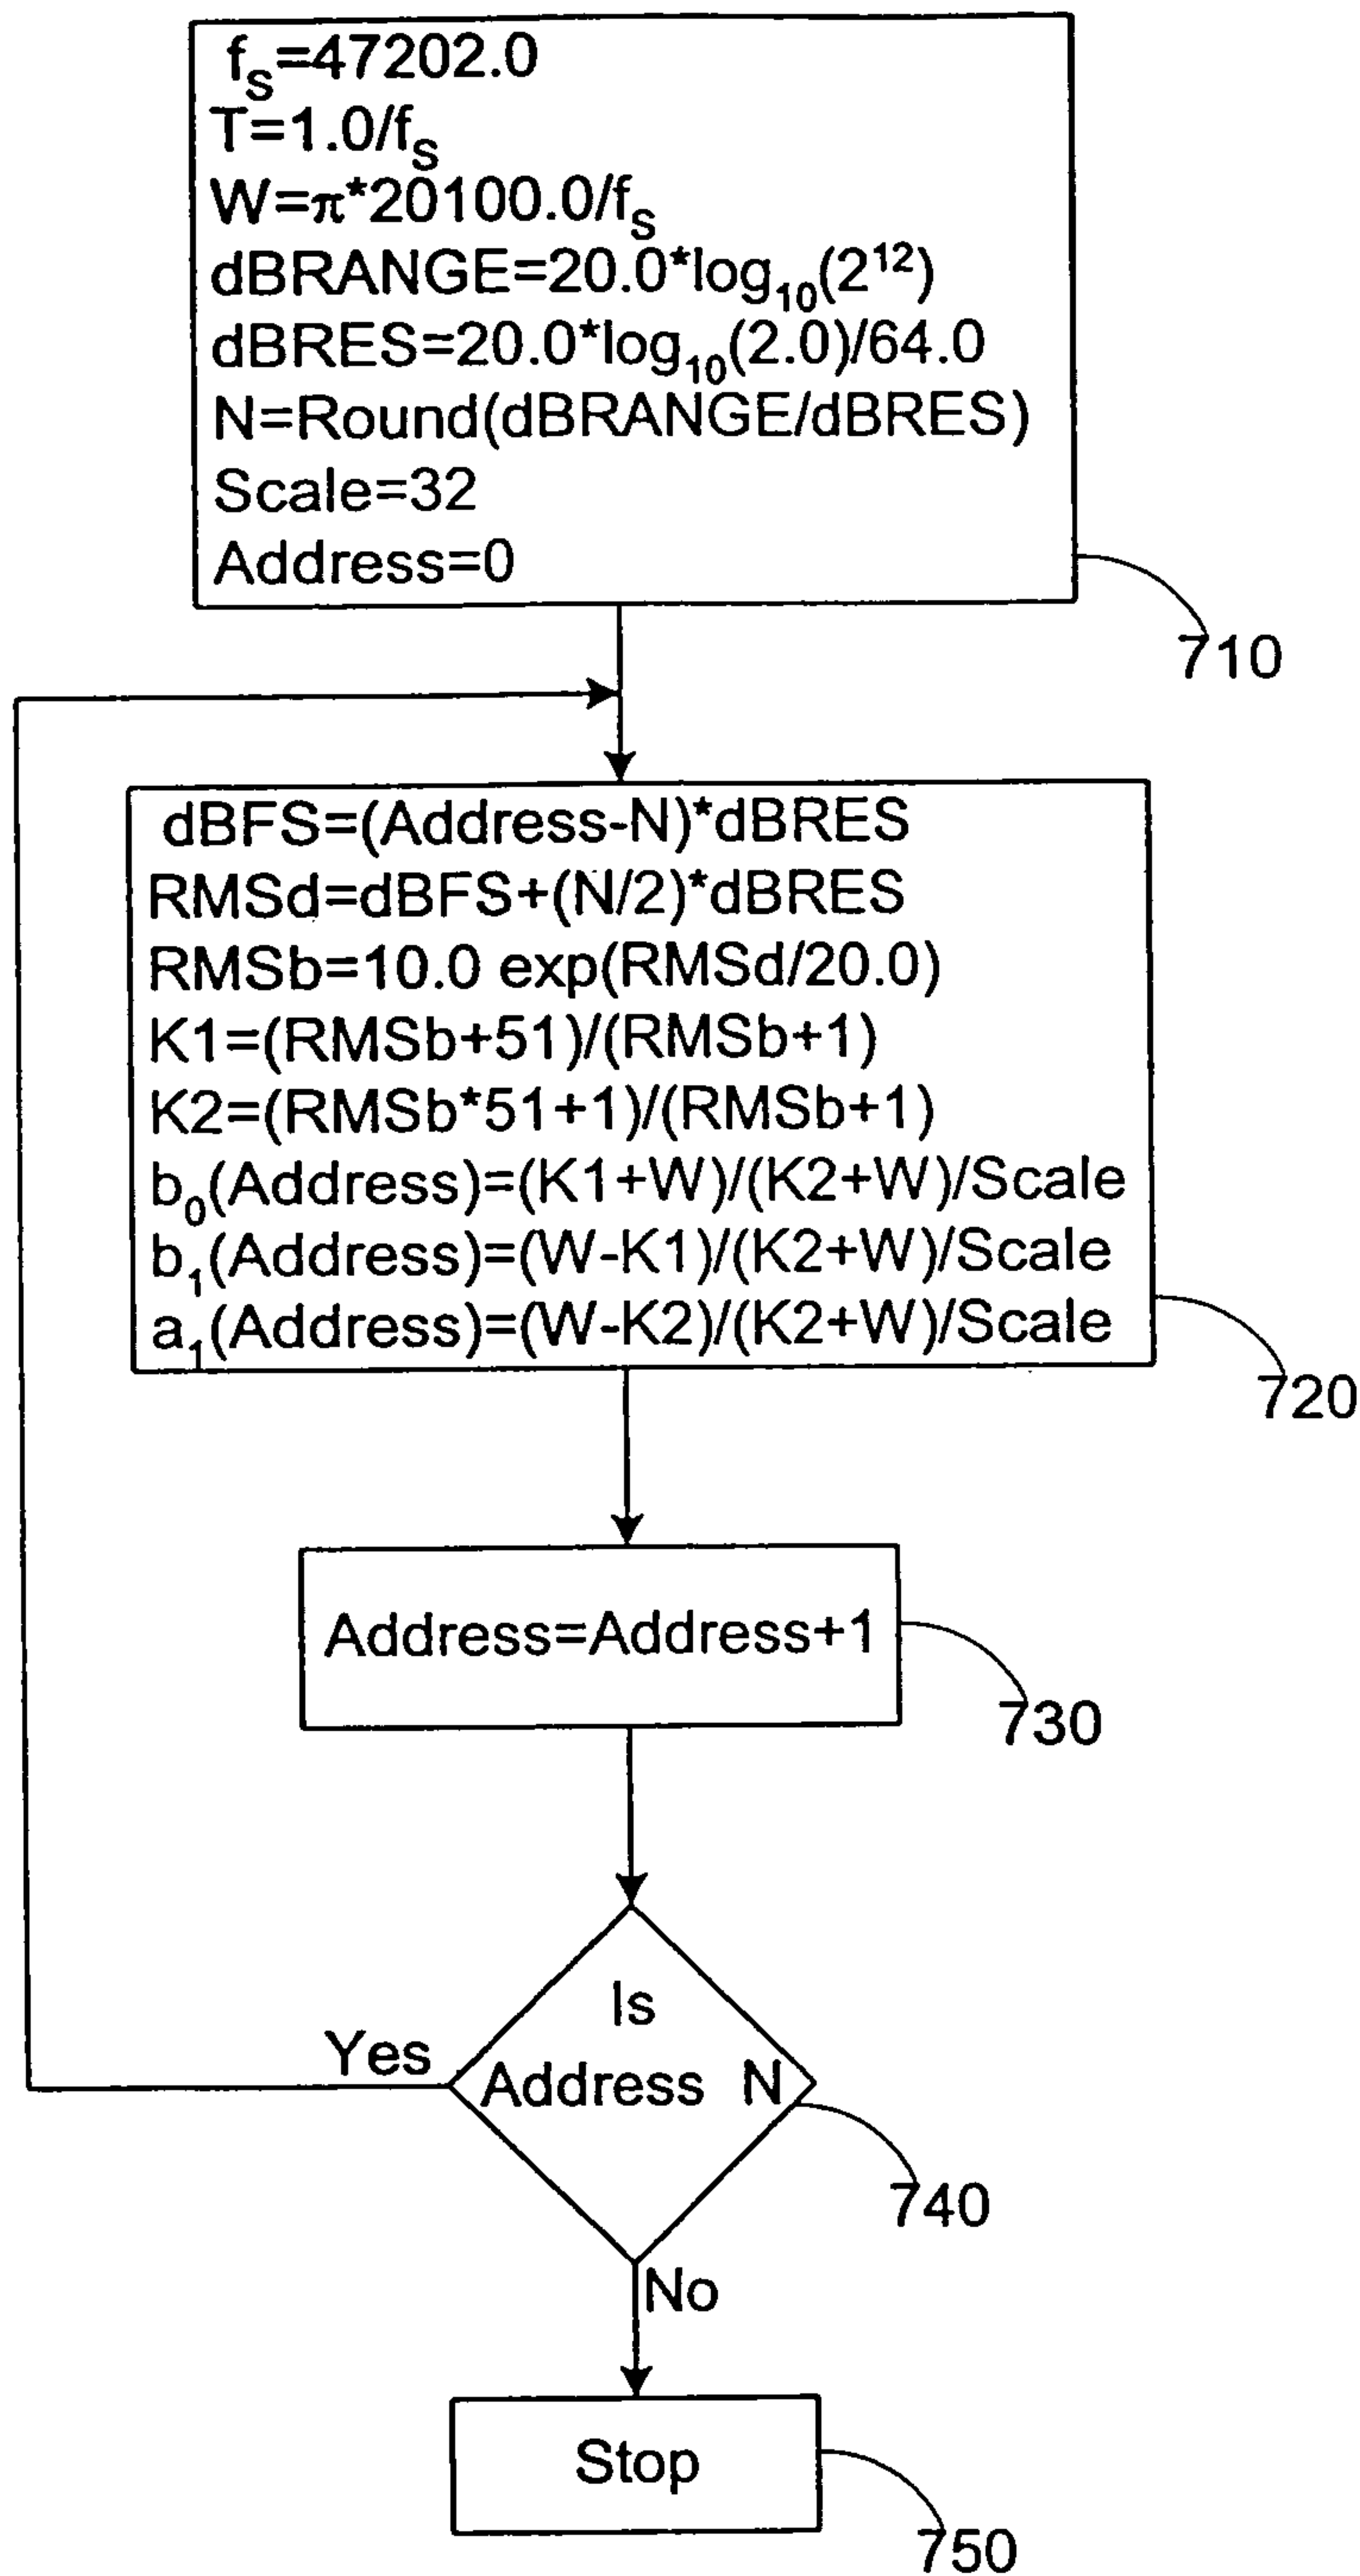 fS=47202.0
T=1.0/fS
W=π*20100.0/fS
dBRANGE=20.0*log10(2¹²)
dBRES=20.0*log10(2.0)/64.0
N=Round(dBRANGE/dBRES)
Scale=32
Address=0
710
dBFS=(Address-N)*dBRES
RMSd=dBFS+(N/2)*dBRES
RMSb=10.0 exp(RMSd/20.0)
K1=(RMSb+51)/(RMSb+1)
K2=(RMSb*51+1)/(RMSb+1)
b0(Address)=(K1+W)/(K2+W)/Scale
b1(Address)=(W-K1)/(K2+W)/Scale
a1(Address)=(W-K2)/(K2+W)/Scale
720
Address=Address+1
730
Is
Address N
Yes
740
No
Stop
750